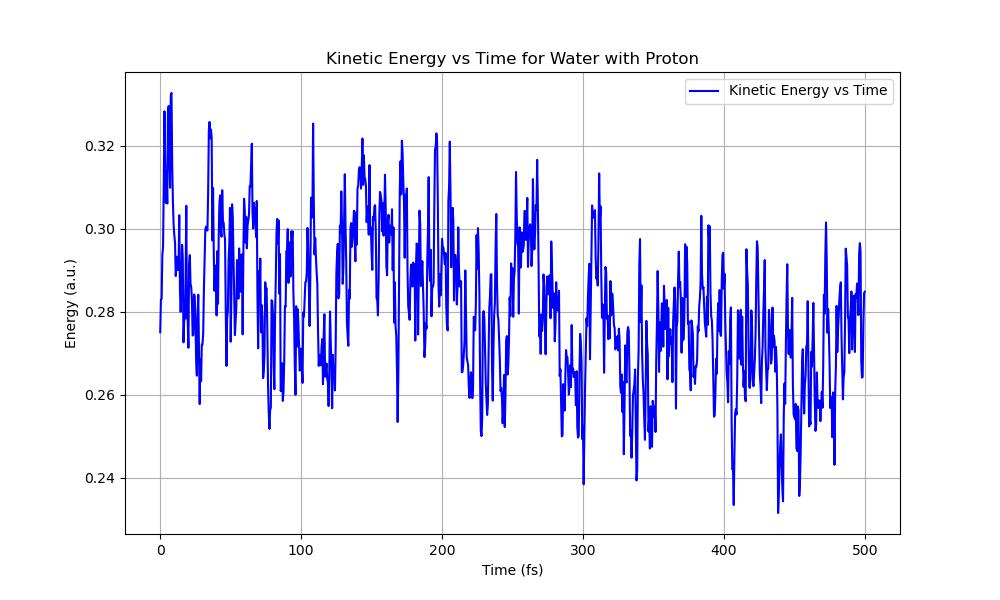 Kinetic Energy vs Time for Water with Proton
Kinetic Energy vs Time
Energy (a.u.)
0.32
0.30
0.28
0.26
0.24
0 100 200 300 400 500
Time (fs)